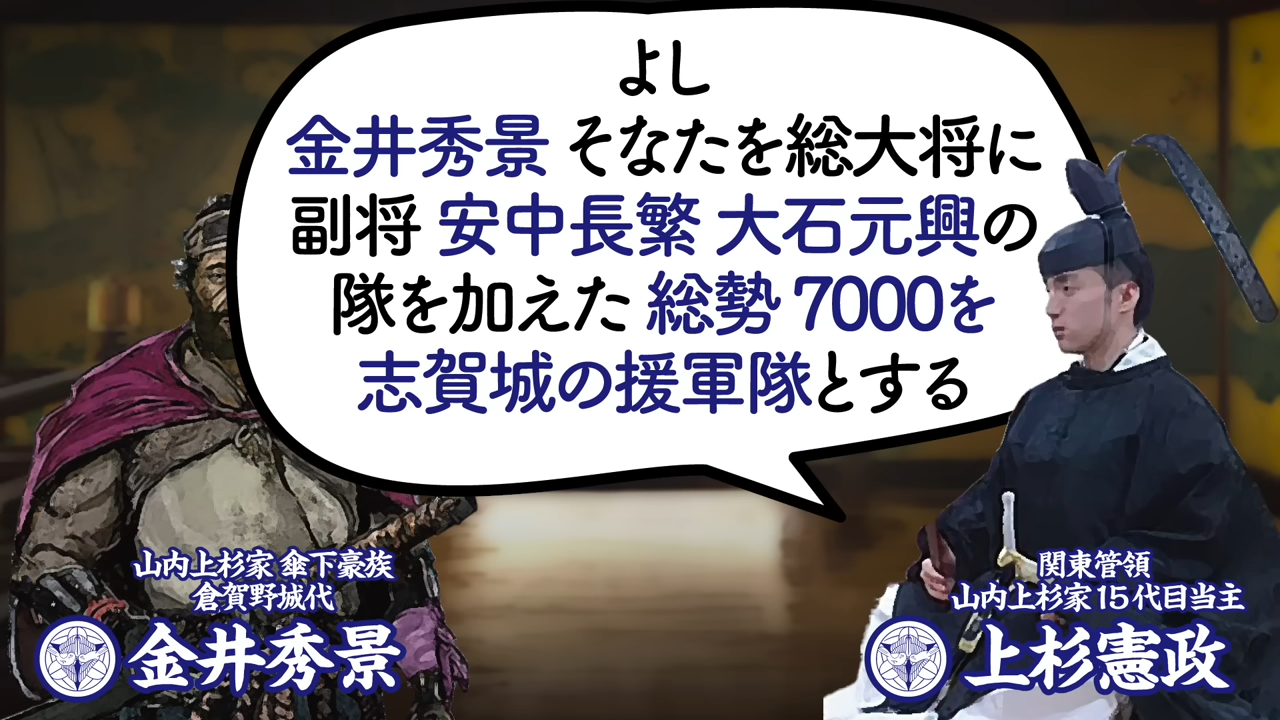 よし
金井秀景 そなたを総大将に
副将 安中長繁 大石元興の
隊を加えた 総勢 7000を
志賀城の援軍隊とする
山内上杉家 傘下豪族
倉賀野城代
金井秀景
関東管領
山内上杉家15代目当主
上杉憲政